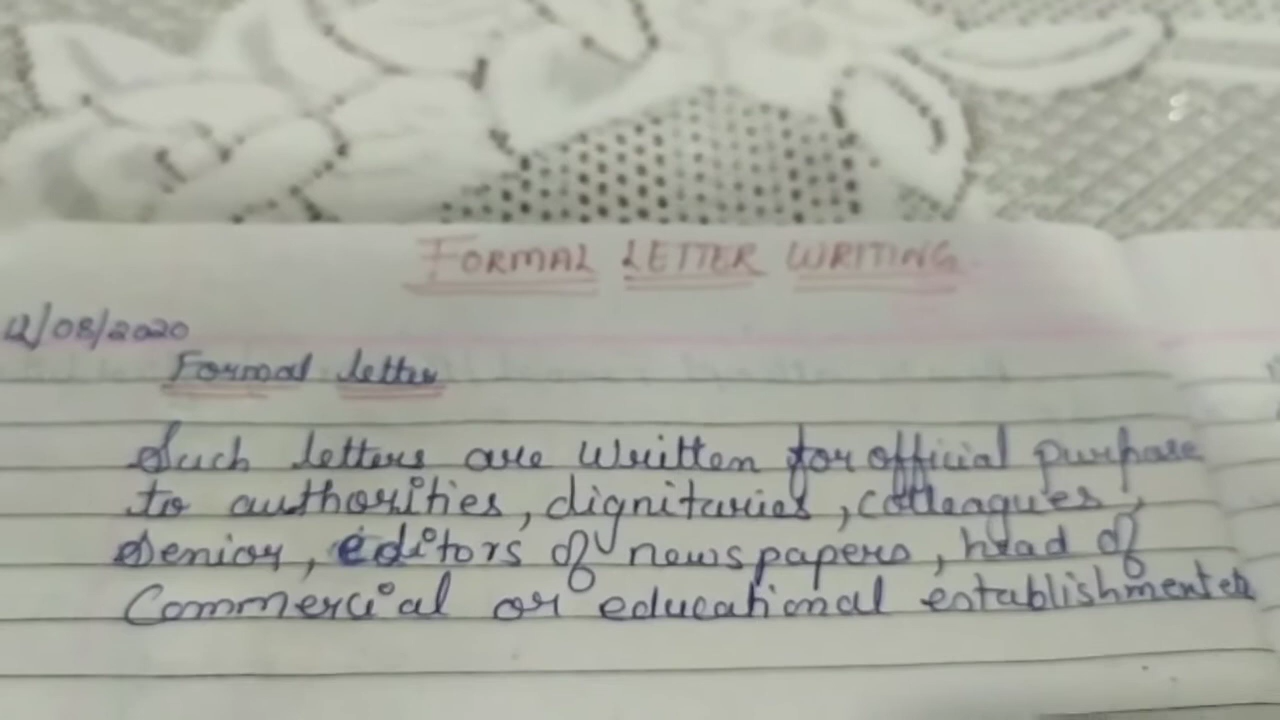 FORMAL LETTER WRITING
12/08/2020
Formal letter
Such letters are written for official purpose
to authorities, dignitaries, colleagues,
Senior, editors of newspapers, head of
Commercial or educational establishment